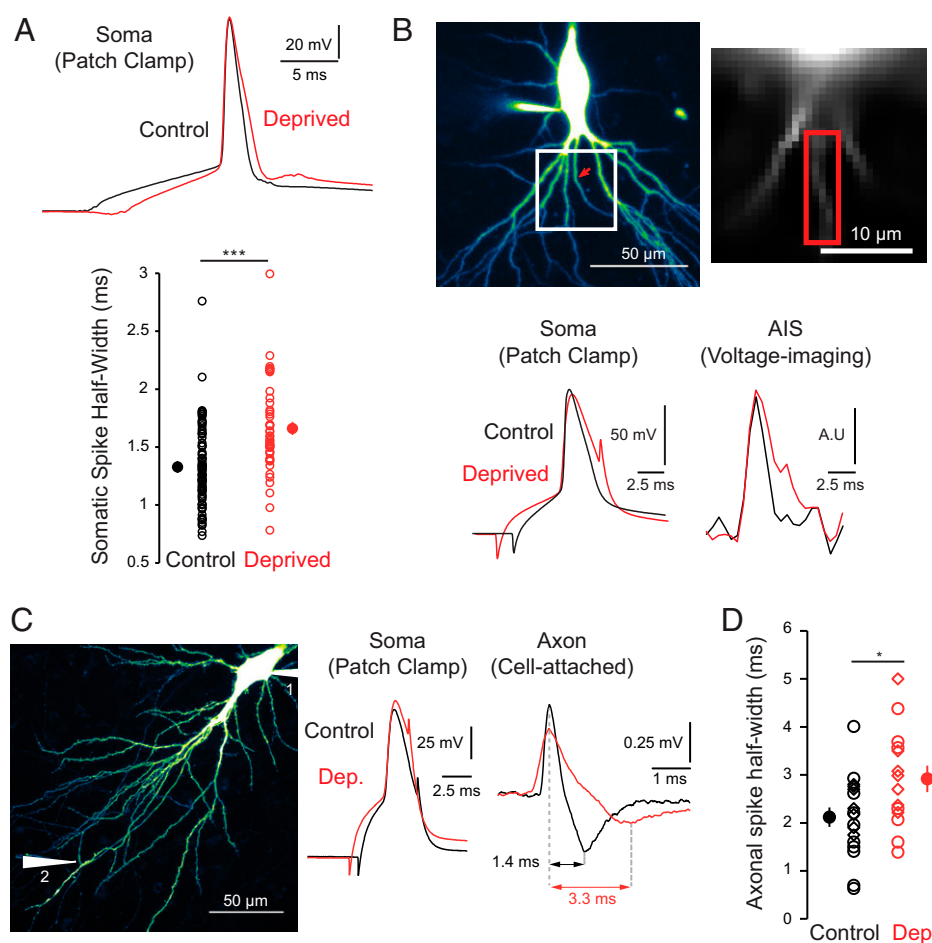 A
Soma
(Patch Clamp)
20 mV
5 ms
Control
Deprived
Somatic Spike Half-Width (ms)
3
2.5
2
1.5
1
0.5
***
Control
Deprived
B
50 µm
10 µm
Soma
(Patch Clamp)
AIS
(Voltage-imaging)
Control
Deprived
50 mV
2.5 ms
A.U
2.5 ms
C
1
2
50 µm
Soma
(Patch Clamp)
Axon
(Cell-attached)
Control
Dep.
25 mV
2.5 ms
0.25 mV
1 ms
1.4 ms
3.3 ms
D
Axonal spike half-width (ms)
6
5
4
3
2
1
0
*
Control
Dep